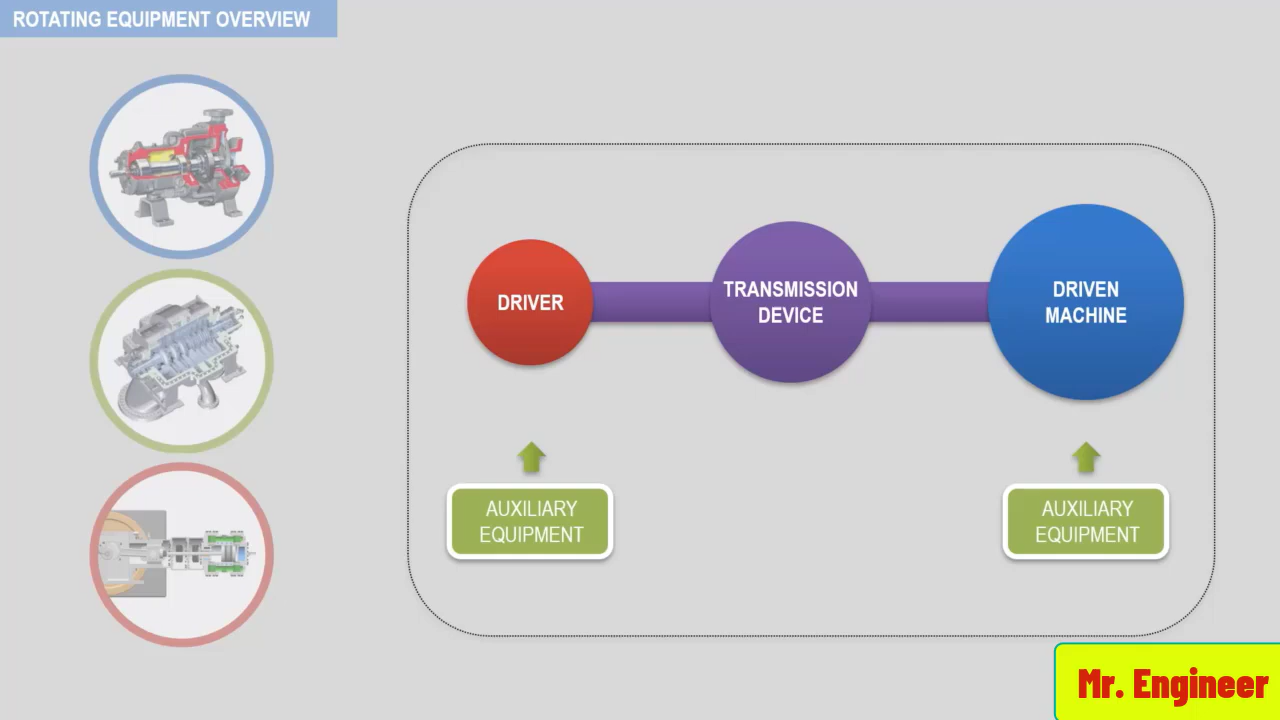 ROTATING EQUIPMENT OVERVIEW
DRIVER
TRANSMISSION
DEVICE
DRIVEN
MACHINE
AUXILIARY
EQUIPMENT
AUXILIARY
EQUIPMENT
Mr. Engineer